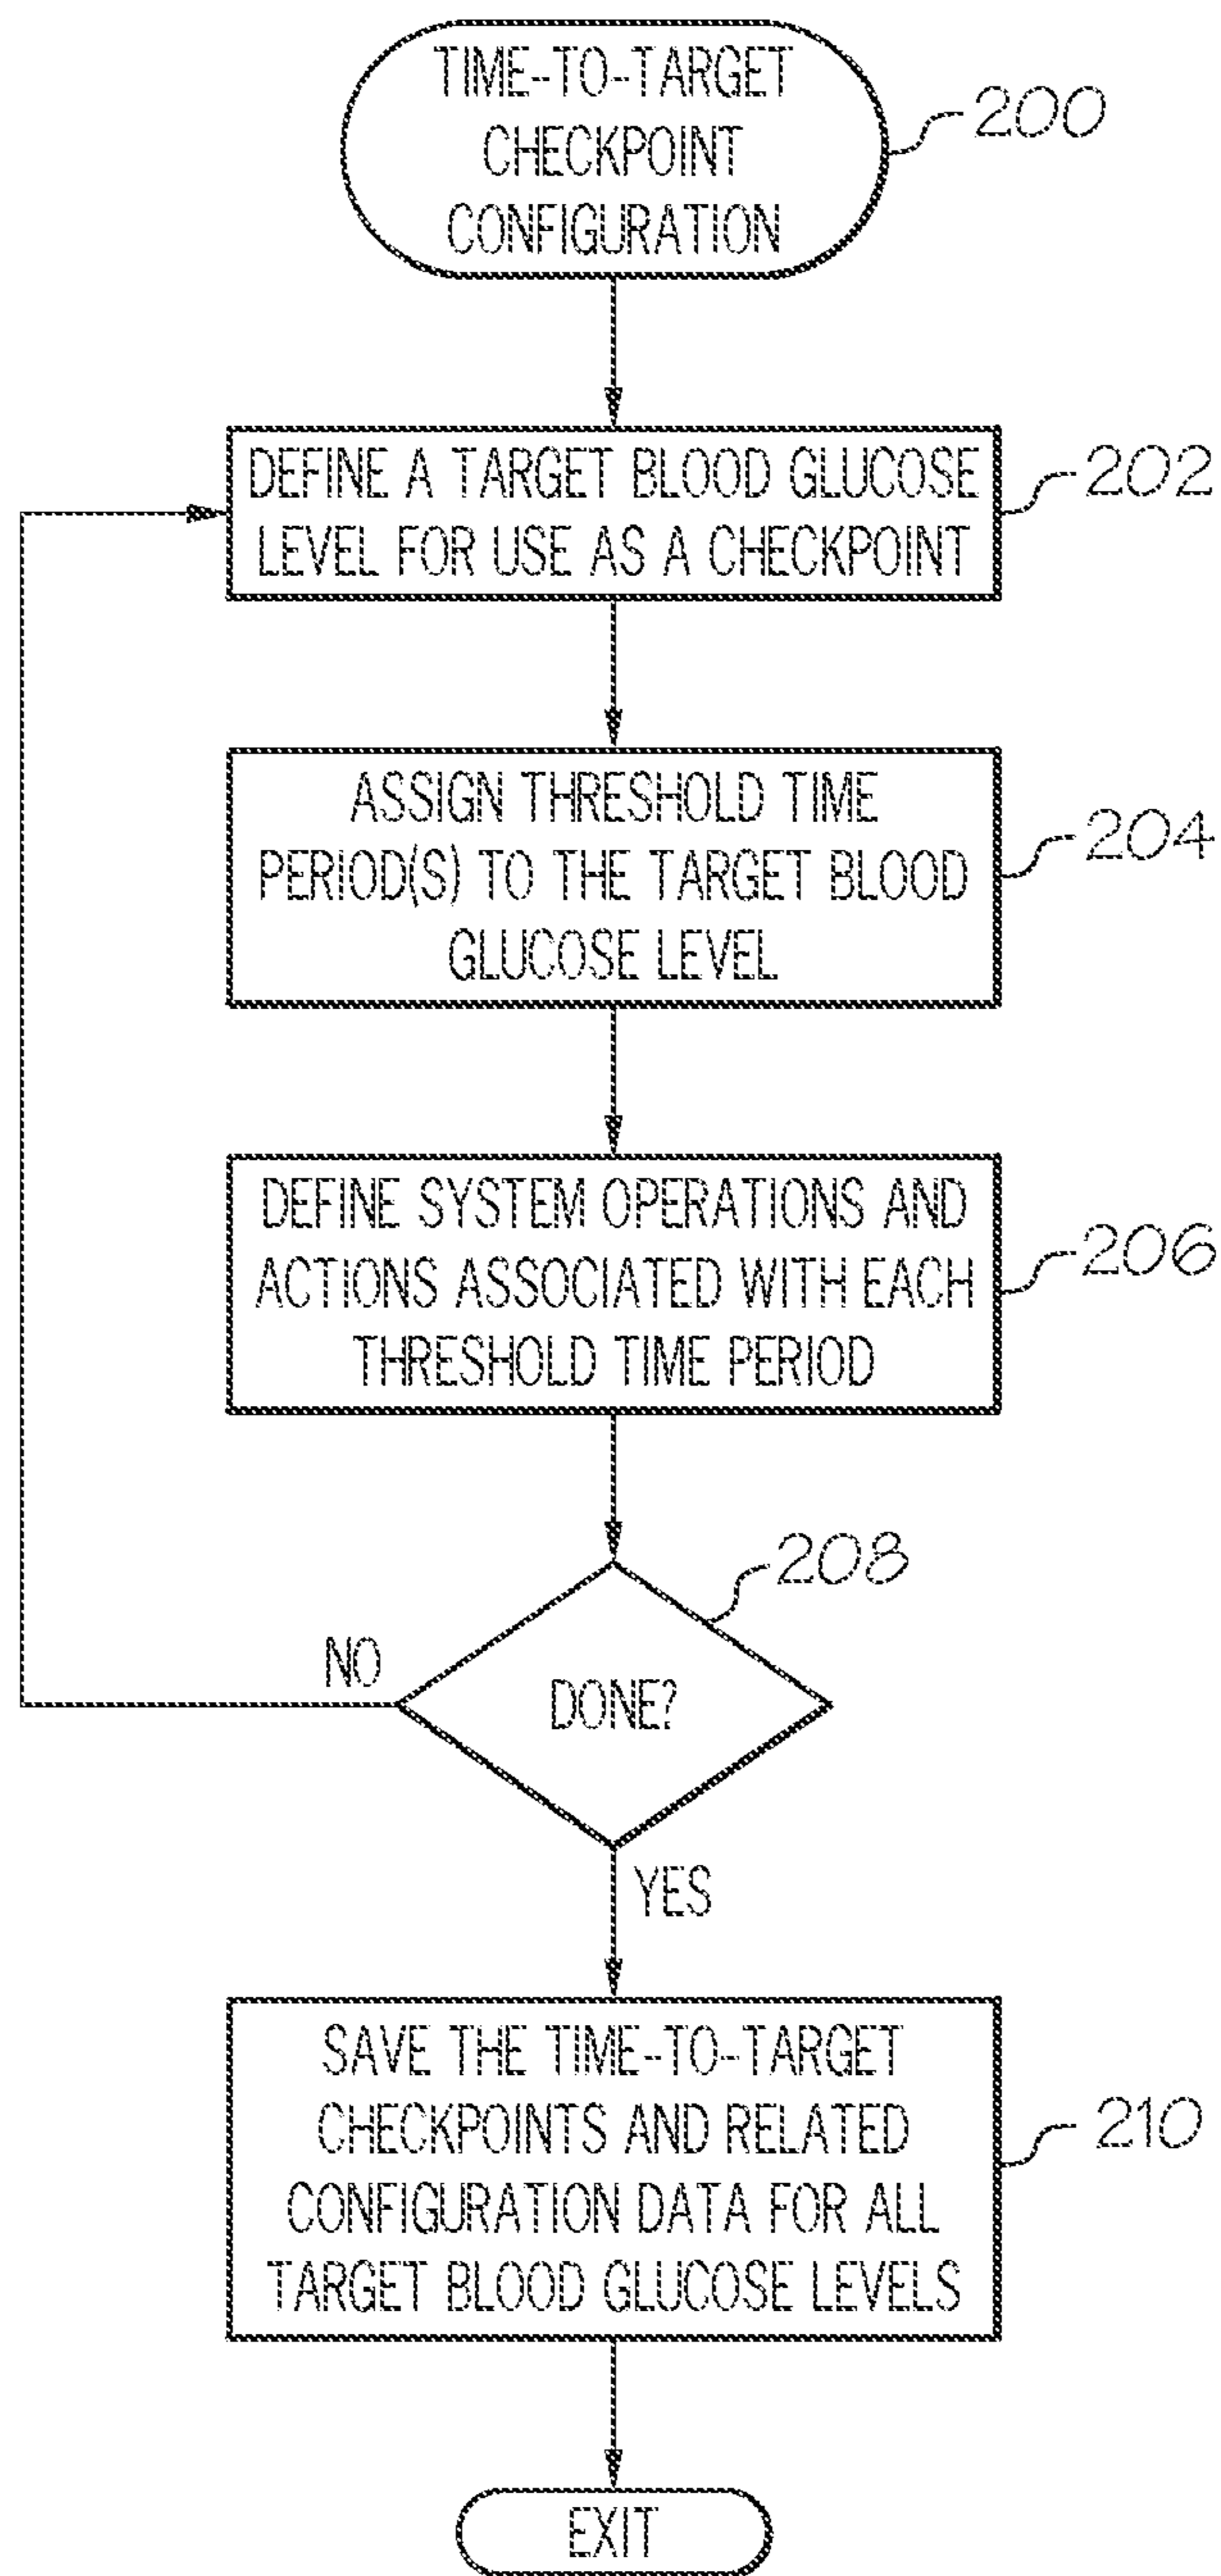 TIME-TO-TARGET
CHECKPOINT
CONFIGURATION
200
DEFINE A TARGET BLOOD GLUCOSE
LEVEL FOR USE AS A CHECKPOINT
202
ASSIGN THRESHOLD TIME
PERIOD(S) TO THE TARGET BLOOD
GLUCOSE LEVEL
204
DEFINE SYSTEM OPERATIONS AND
ACTIONS ASSOCIATED WITH EACH
THRESHOLD TIME PERIOD
206
208
NO
DONE?
YES
SAVE THE TIME-TO-TARGET
CHECKPOINTS AND RELATED
CONFIGURATION DATA FOR ALL
TARGET BLOOD GLUCOSE LEVELS
210
EXIT